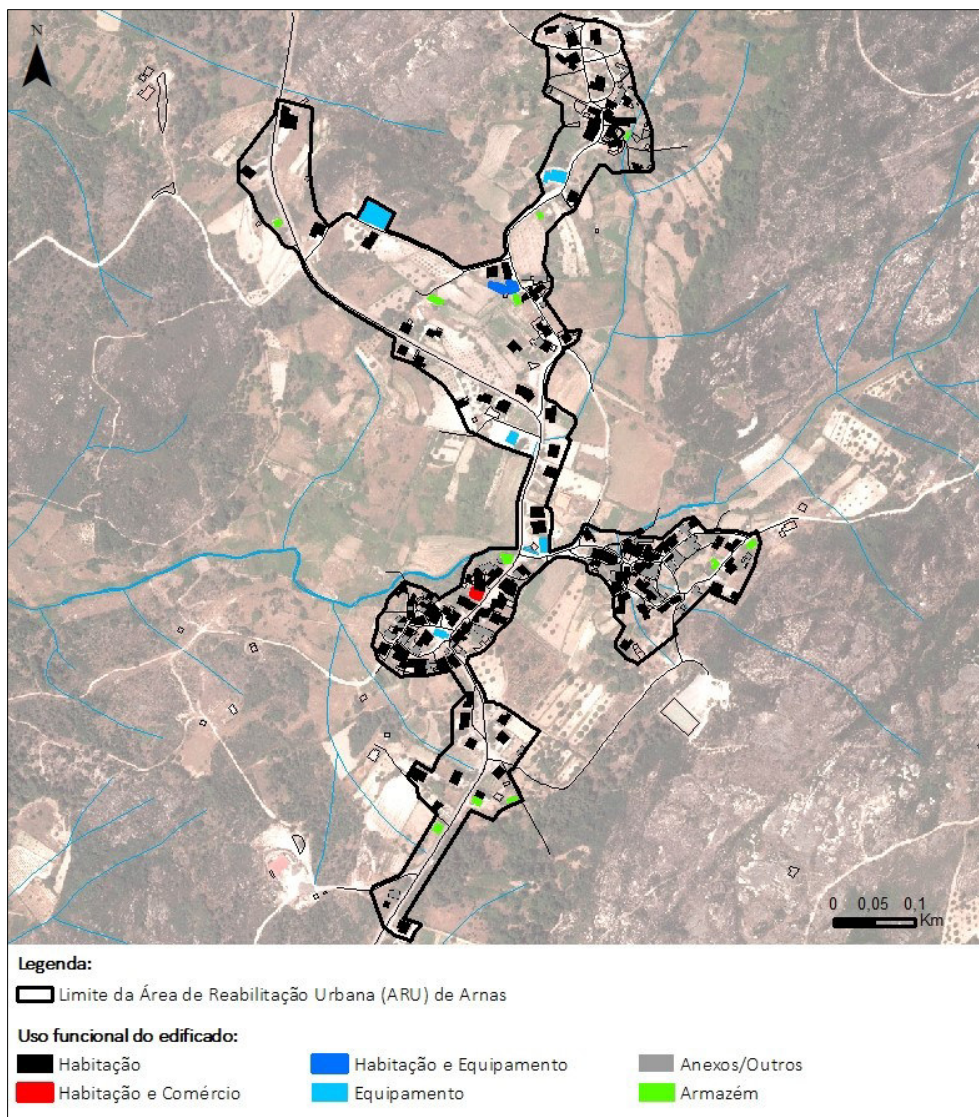 N
0 0,05 0,1
Km
Legenda:
Limite da Área de Reabilitação Urbana (ARU) de Arnas
Uso funcional do edificado:
Habitação Habitação e Equipamento Anexos/Outros
Habitação e Comércio Equipamento Armazém